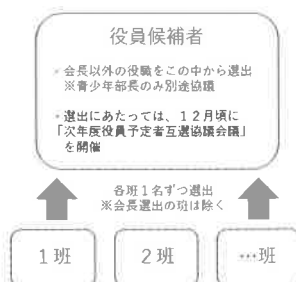 役員候補者
・会長以外の役職をこの中から選出
※青少年部長のみ別途協議
・選出にあたっては、12月頃に
「次年度役員予定者互選協議会議」
を開催
各班1名ずつ選出
※会長選出の班は除く
1班
2班
…班